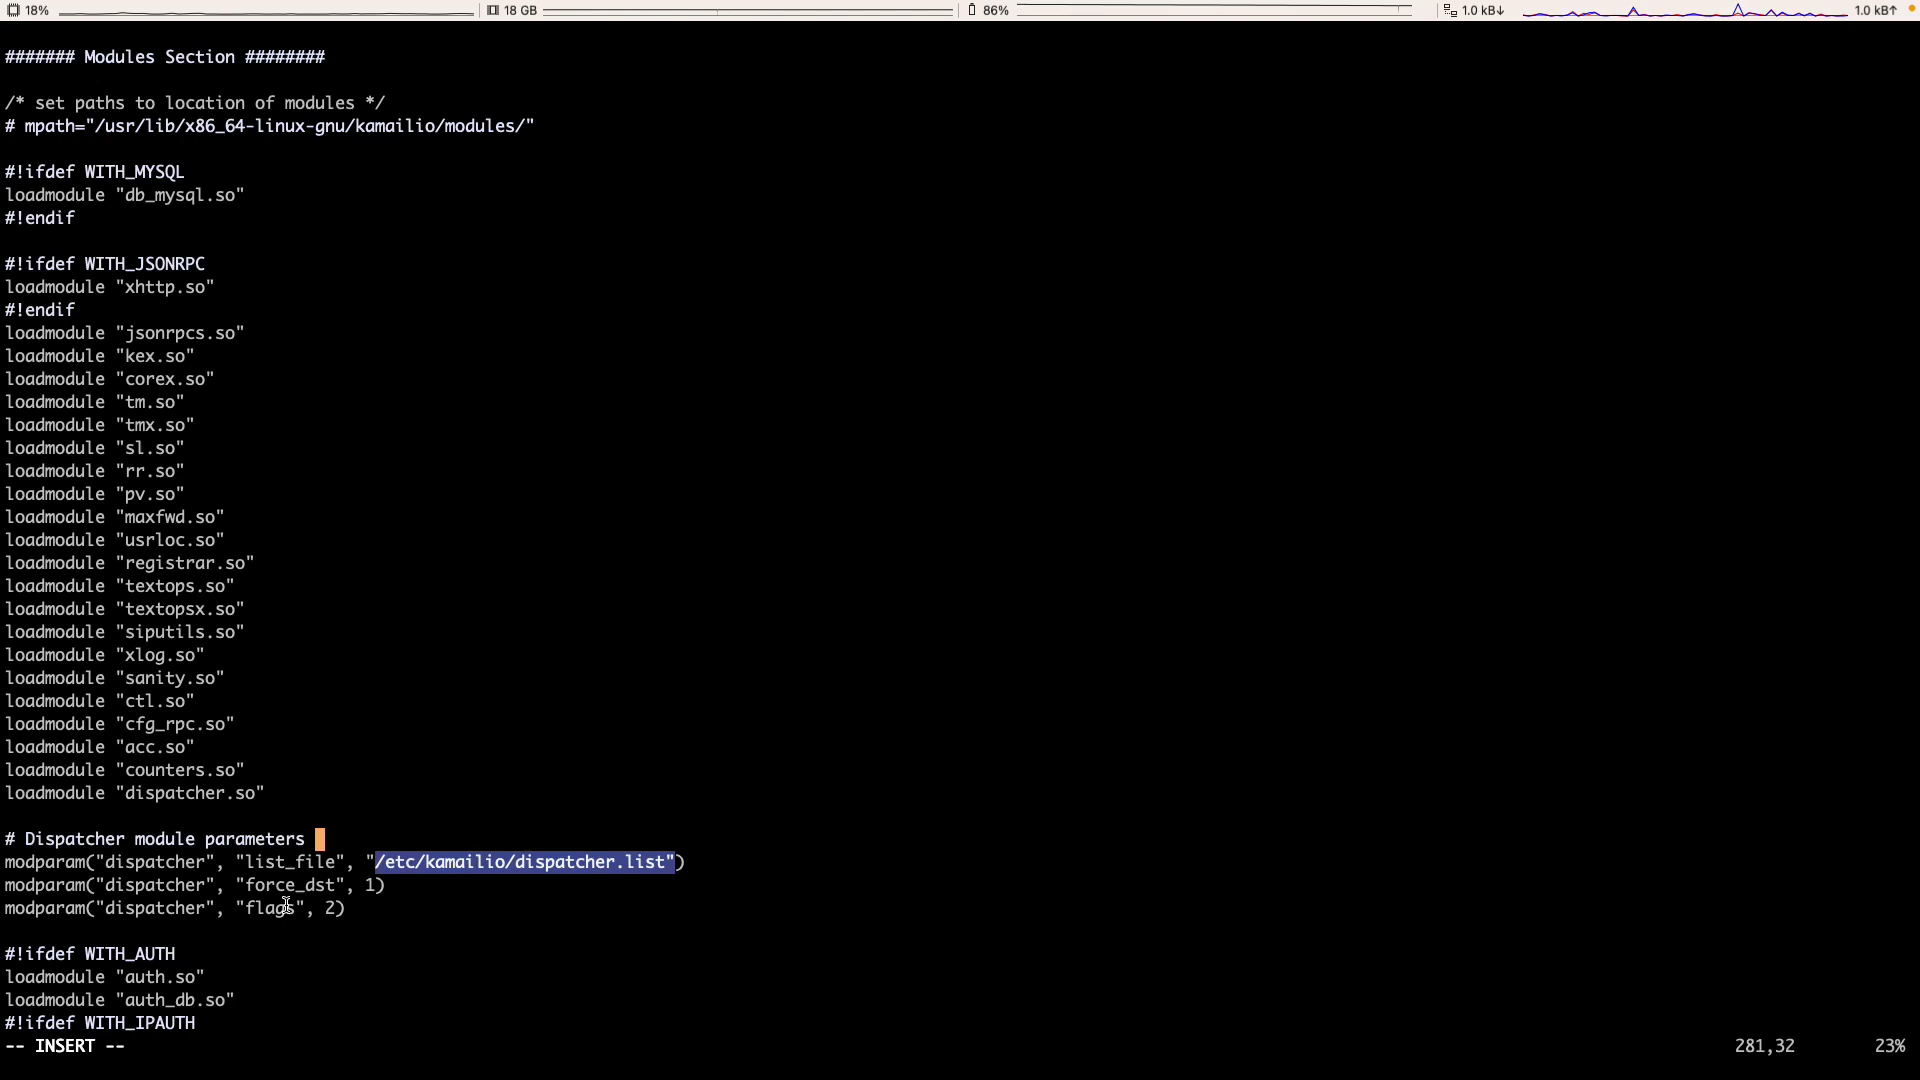 18% 18 GB 86% 1.0 kB↓ 1.0 kB↑
####### Modules Section ########
/* set paths to location of modules */
# mpath="/usr/lib/x86_64-linux-gnu/kamailio/modules/"
#!ifdef WITH_MYSQL
loadmodule "db_mysql.so"
#!endif
#!ifdef WITH_JSONRPC
loadmodule "xhttp.so"
#!endif
loadmodule "jsonrpcs.so"
loadmodule "kex.so"
loadmodule "corex.so"
loadmodule "tm.so"
loadmodule "tmx.so"
loadmodule "sl.so"
loadmodule "rr.so"
loadmodule "pv.so"
loadmodule "maxfwd.so"
loadmodule "usrloc.so"
loadmodule "registrar.so"
loadmodule "textops.so"
loadmodule "textopsx.so"
loadmodule "siputils.so"
loadmodule "xlog.so"
loadmodule "sanity.so"
loadmodule "ctl.so"
loadmodule "cfg_rpc.so"
loadmodule "acc.so"
loadmodule "counters.so"
loadmodule "dispatcher.so"
# Dispatcher module parameters
modparam("dispatcher", "list_file", "/etc/kamailio/dispatcher.list")
modparam("dispatcher", "force_dst", 1)
modparam("dispatcher", "flags", 2)
#!ifdef WITH_AUTH
loadmodule "auth.so"
loadmodule "auth_db.so"
#!ifdef WITH_IPAUTH
-- INSERT -- 281,32 23%